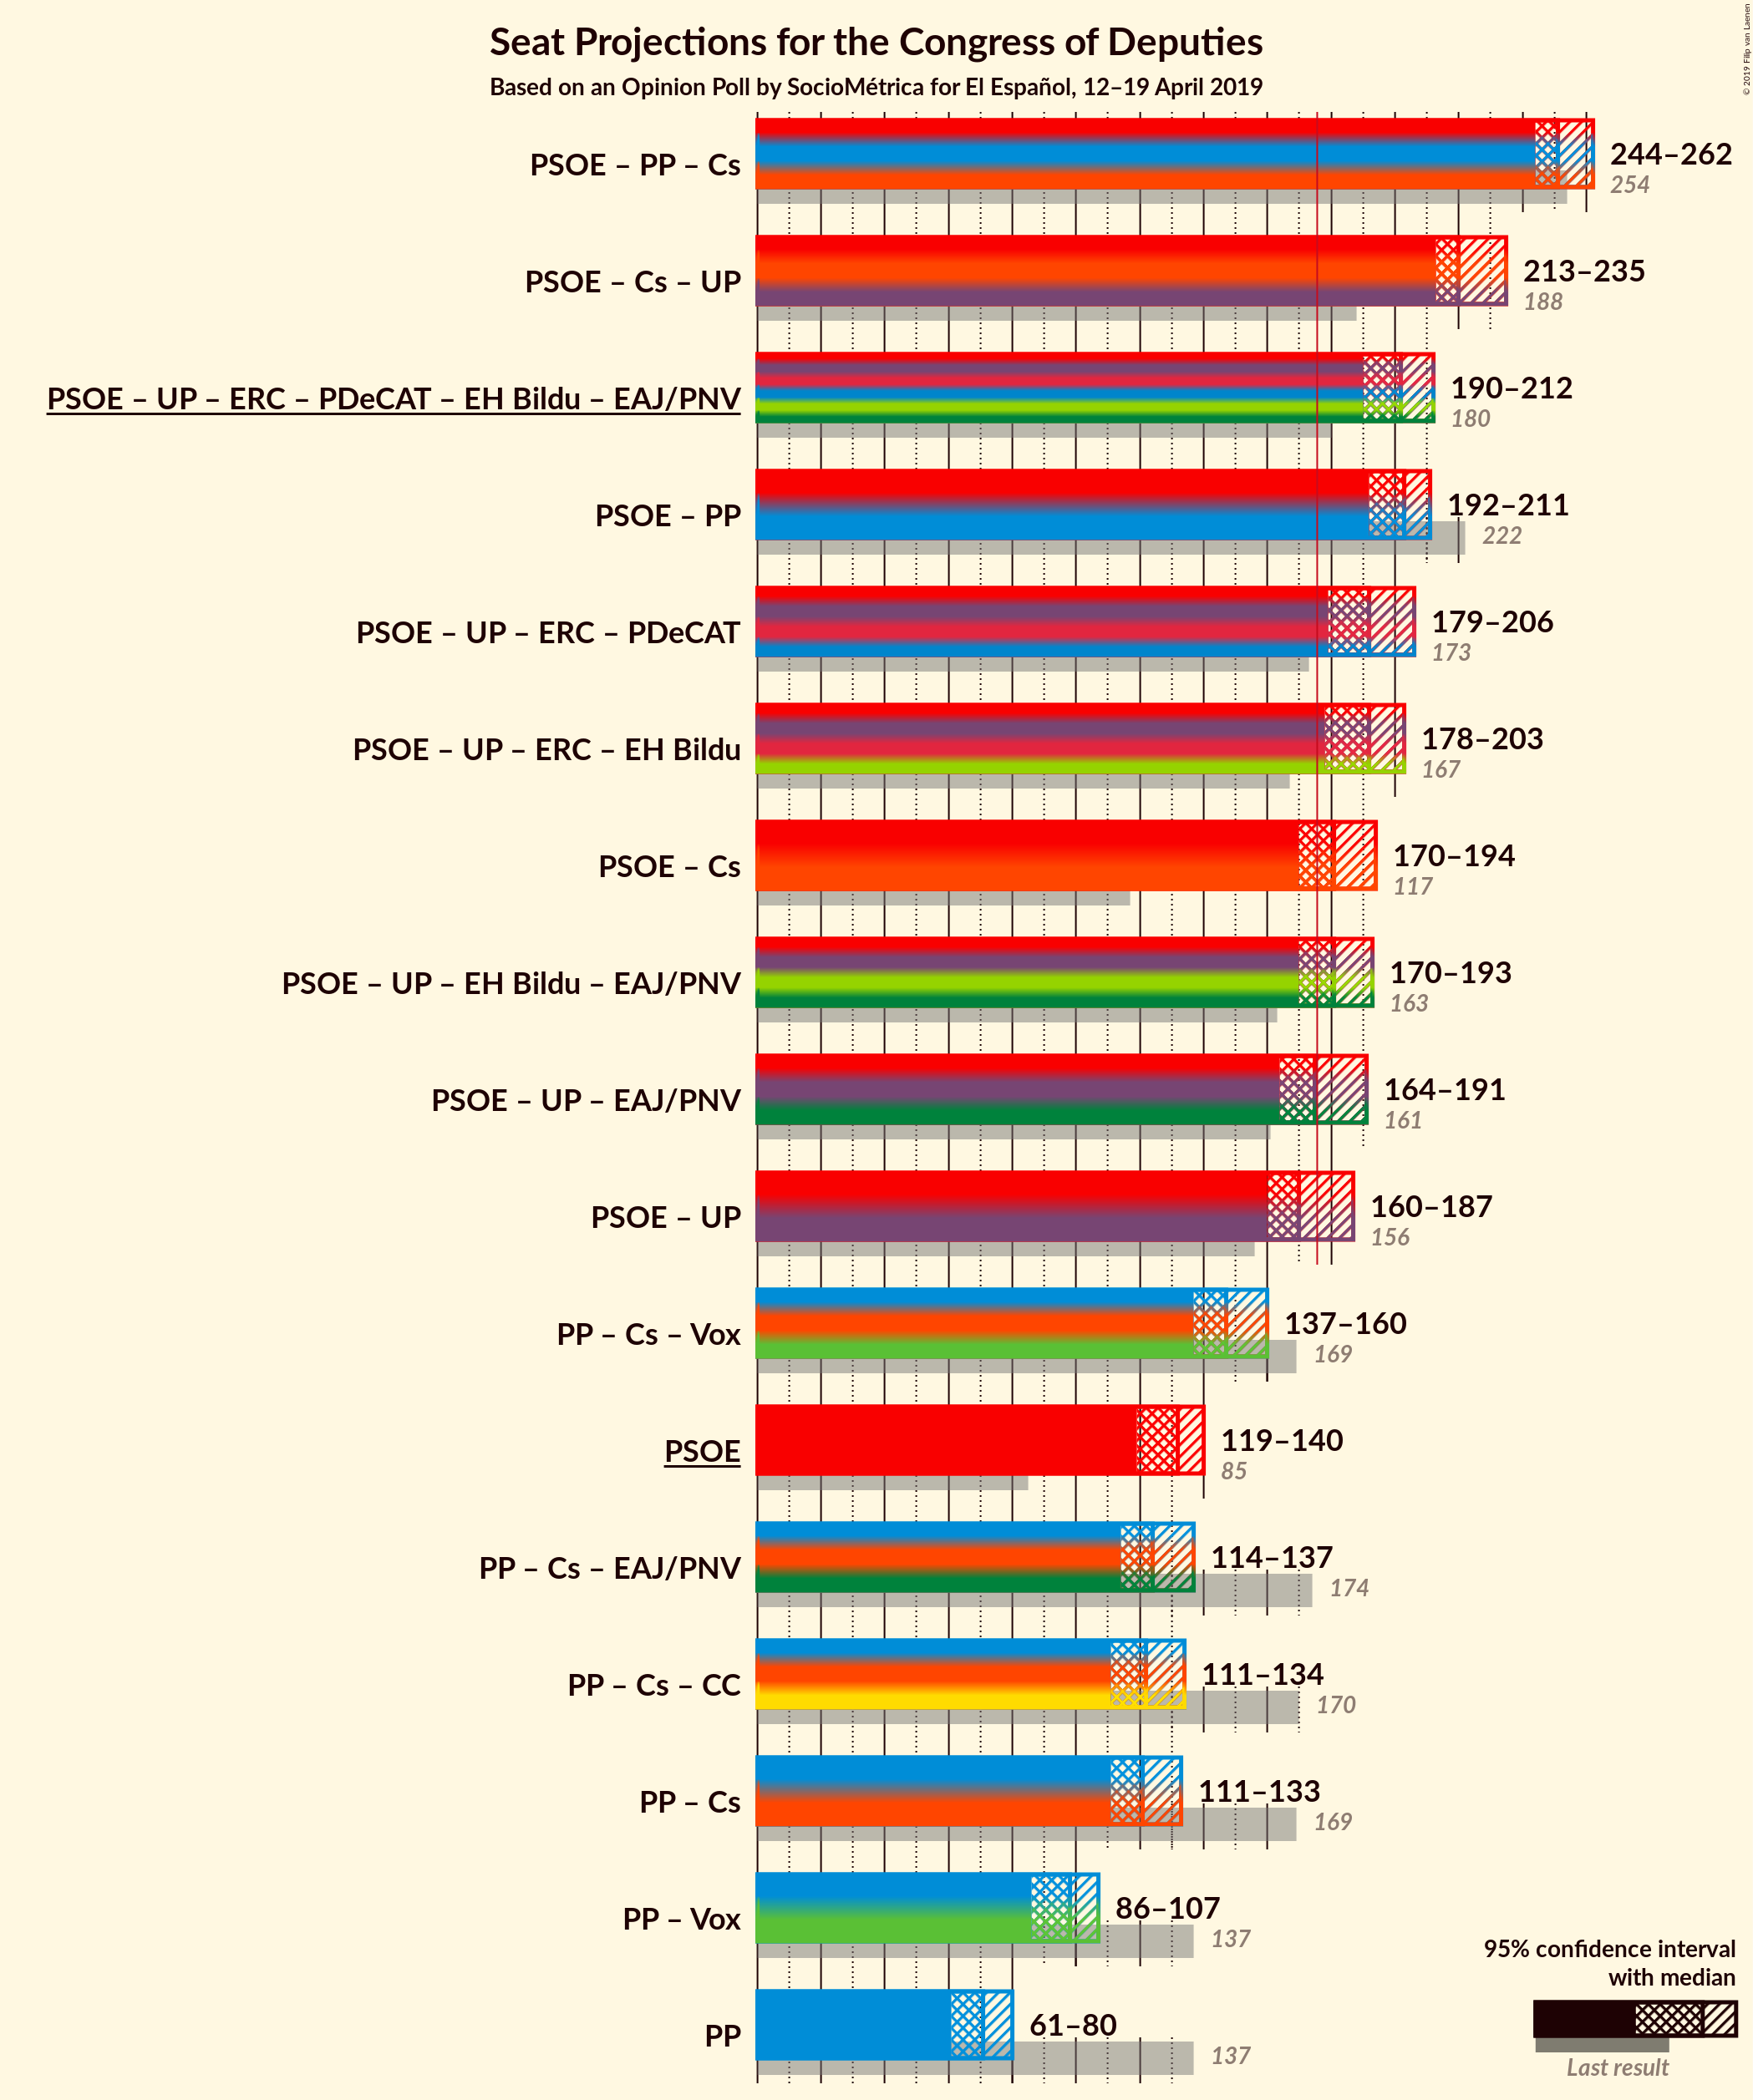 Seat Projections for the Congress of Deputies
Based on an Opinion Poll by SocioMétrica for El Español, 12–19 April 2019
© 2019 Filip van Laenen
PSOE – PP – Cs
244–262
254
PSOE – Cs – UP
213–235
188
PSOE – UP – ERC – PDeCAT – EH Bildu – EAJ/PNV
190–212
180
PSOE – PP
192–211
222
PSOE – UP – ERC – PDeCAT
179–206
173
PSOE – UP – ERC – EH Bildu
178–203
167
PSOE – Cs
170–194
117
PSOE – UP – EH Bildu – EAJ/PNV
170–193
163
PSOE – UP – EAJ/PNV
164–191
161
PSOE – UP
160–187
156
PP – Cs – Vox
137–160
169
PSOE
119–140
85
PP – Cs – EAJ/PNV
114–137
174
PP – Cs – CC
111–134
170
PP – Cs
111–133
169
PP – Vox
86–107
137
PP
61–80
137
95% confidence interval
with median
Last result